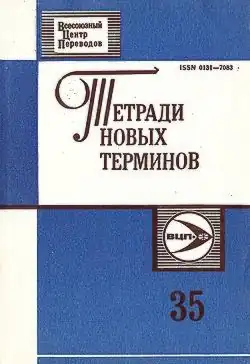 Всесоюзный
Центр
Переводов
ISSN 0131—7083
Тетради
новых
терминов
ВЦП
35